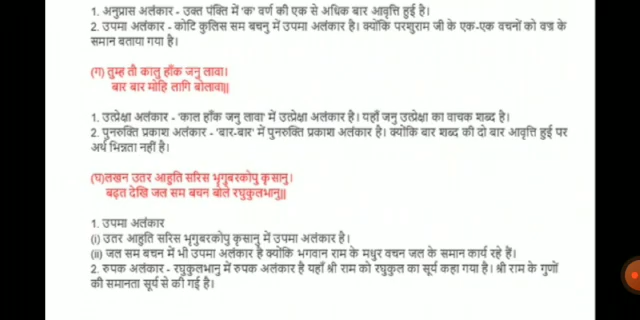 1. अनुप्रास अलंकार - उक्त पंक्ति में 'क' वर्ण की एक से अधिक बार आवृत्ति हुई है।
2. उपमा अलंकार - कोटि कुलिस सम बचनु में उपमा अलंकार है। क्योंकि परशुराम जी के एक-एक वचनों को वज्र के
समान बताया गया है।
(ग) तुम्ह तौ कालु हाँक जनु लावा।
बार बार मोहि लागि बोलावा॥
1. उत्प्रेक्षा अलंकार - 'काल हाँक जनु लावा' में उत्प्रेक्षा अलंकार है। यहाँ जनु उत्प्रेक्षा का वाचक शब्द है।
2. पुनरुक्ति प्रकाश अलंकार - 'बार-बार' में पुनरुक्ति प्रकाश अलंकार है। क्योंकि बार शब्द की दो बार आवृत्ति हुई पर
अर्थ भिन्नता नहीं है।
(घ)लखन उतर आहुति सरिस भृगुबरकोपु कृसानु।
बढ़त देखि जल सम बचन बोले रघुकुलभानु॥
1. उपमा अलंकार
(i) उतर आहुति सरिस भृगुबरकोपु कृसानु में उपमा अलंकार है।
(ii) जल सम बचन में भी उपमा अलंकार है क्योंकि भगवान राम के मधुर वचन जल के समान कार्य रहे हैं।
2. रुपक अलंकार - रघुकुलभानु में रुपक अलंकार है यहाँ श्री राम को रघुकुल का सूर्य कहा गया है। श्री राम के गुणों
की समानता सूर्य से की गई है।